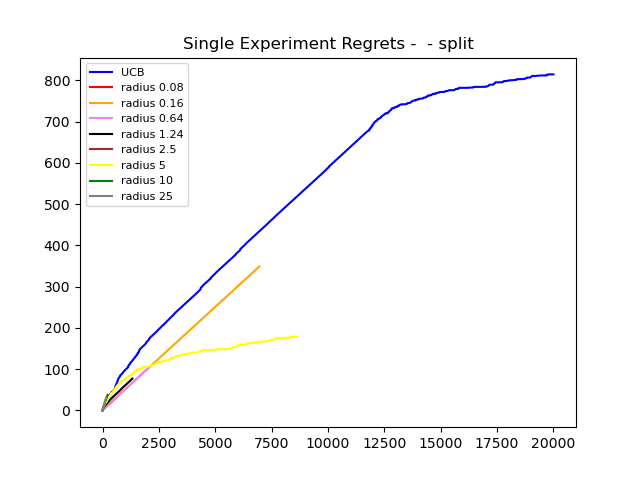 Single Experiment Regrets -  - split
UCB
radius 0.08
radius 0.16
radius 0.64
radius 1.24
radius 2.5
radius 5
radius 10
radius 25
800
700
600
500
400
300
200
100
0
0 2500 5000 7500 10000 12500 15000 17500 20000